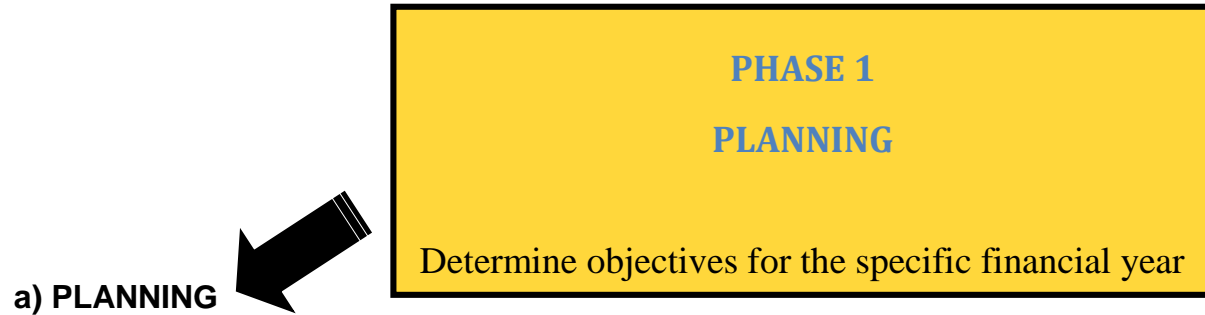 PHASE 1
PLANNING
Determine objectives for the specific financial year
a) PLANNING